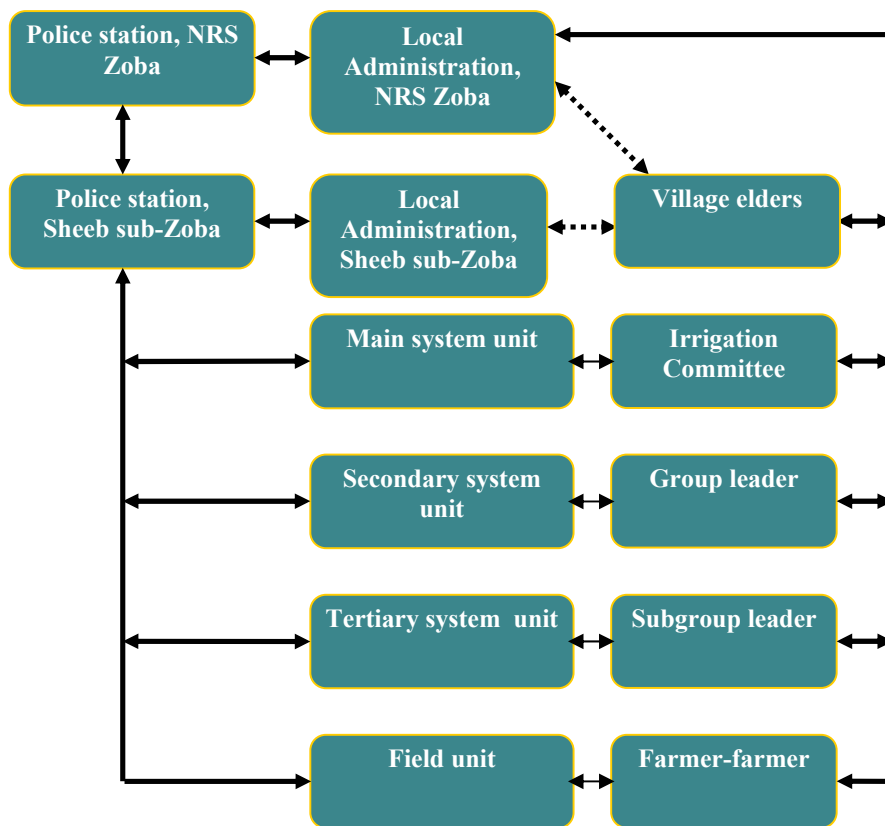 Police station, NRS
Zoba
Local
Administration,
NRS Zoba
Police station,
Sheeb sub-Zoba
Local
Administration,
Sheeb sub-Zoba
Village elders
Main system unit
Irrigation
Committee
Secondary system
unit
Group leader
Tertiary system  unit
Subgroup leader
Field unit
Farmer-farmer